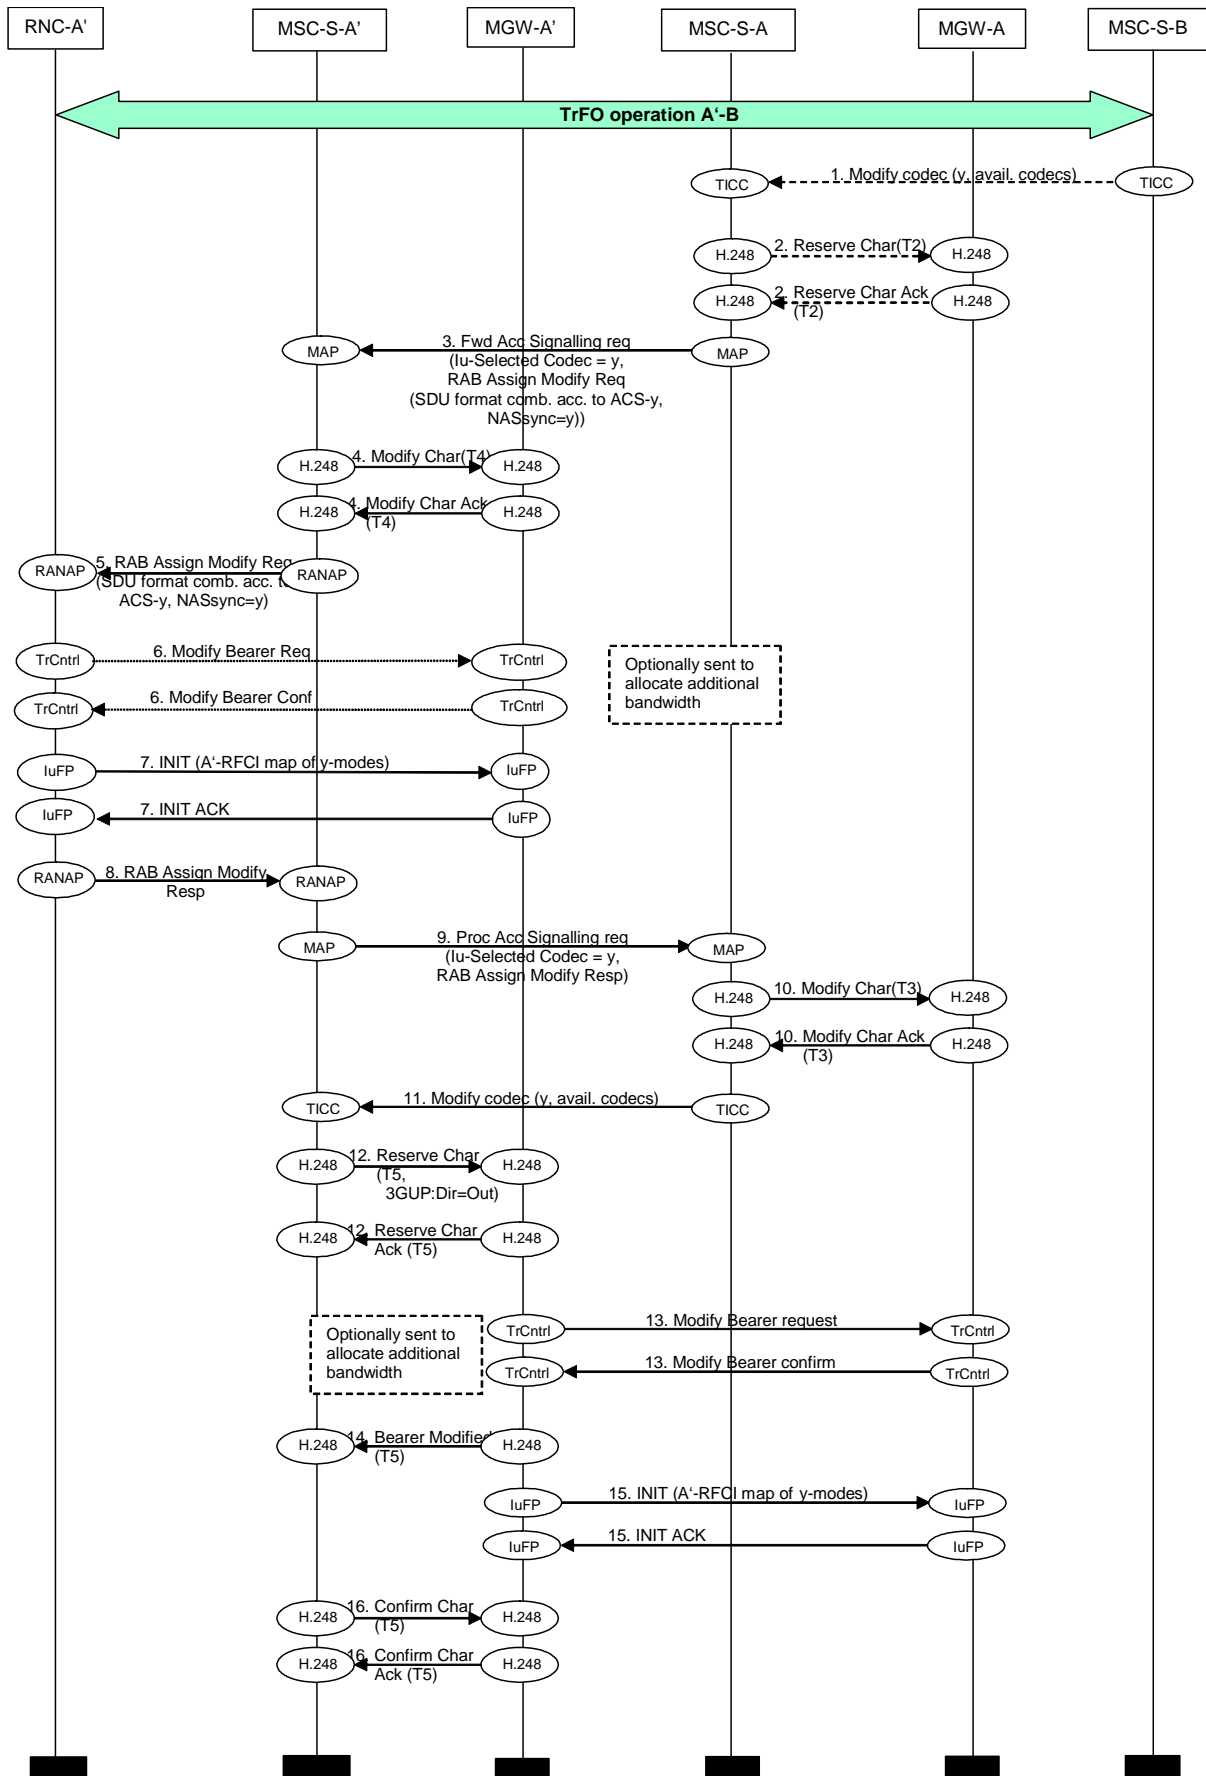 RNC-A'
MSC-S-A’
MGW-A’
MSC-S-A
MGW-A
MSC-S-B
TrFO operation A‘-B
TICC
1. Modify codec (y, avail. codecs)
TICC
H.248
2. Reserve Char(T2)
H.248
H.248
2. Reserve Char Ack
(T2)
H.248
MAP
3. Fwd Acc Signalling req
(Iu-Selected Codec = y,
RAB Assign Modify Req
(SDU format comb. acc. to ACS-y,
NASsync=y))
MAP
H.248
4. Modify Char(T4)
H.248
H.248
4. Modify Char Ack
(T4)
H.248
RANAP
5. RAB Assign Modify Req
(SDU format comb. acc. to
ACS-y, NASsync=y)
RANAP
TrCntrl
6. Modify Bearer Req
TrCntrl
TrCntrl
6. Modify Bearer Conf
TrCntrl
Optionally sent to
allocate additional
bandwidth
IuFP
7. INIT (A‘-RFCI map of y-modes)
IuFP
IuFP
7. INIT ACK
IuFP
RANAP
8. RAB Assign Modify
Resp
RANAP
MAP
9. Proc Acc Signalling req
(Iu-Selected Codec = y,
RAB Assign Modify Resp)
MAP
H.248
10. Modify Char(T3)
H.248
H.248
10. Modify Char Ack
(T3)
H.248
TICC
11. Modify codec (y, avail. codecs)
TICC
H.248
12. Reserve Char
(T5,
3GUP:Dir=Out)
H.248
H.248
12. Reserve Char
Ack (T5)
H.248
Optionally sent to
allocate additional
bandwidth
TrCntrl
13. Modify Bearer request
TrCntrl
TrCntrl
13. Modify Bearer confirm
TrCntrl
H.248
14. Bearer Modified
(T5)
H.248
IuFP
15. INIT (A‘-RFCI map of y-modes)
IuFP
IuFP
15. INIT ACK
IuFP
H.248
16. Confirm Char
(T5)
H.248
H.248
16. Confirm Char
Ack (T5)
H.248